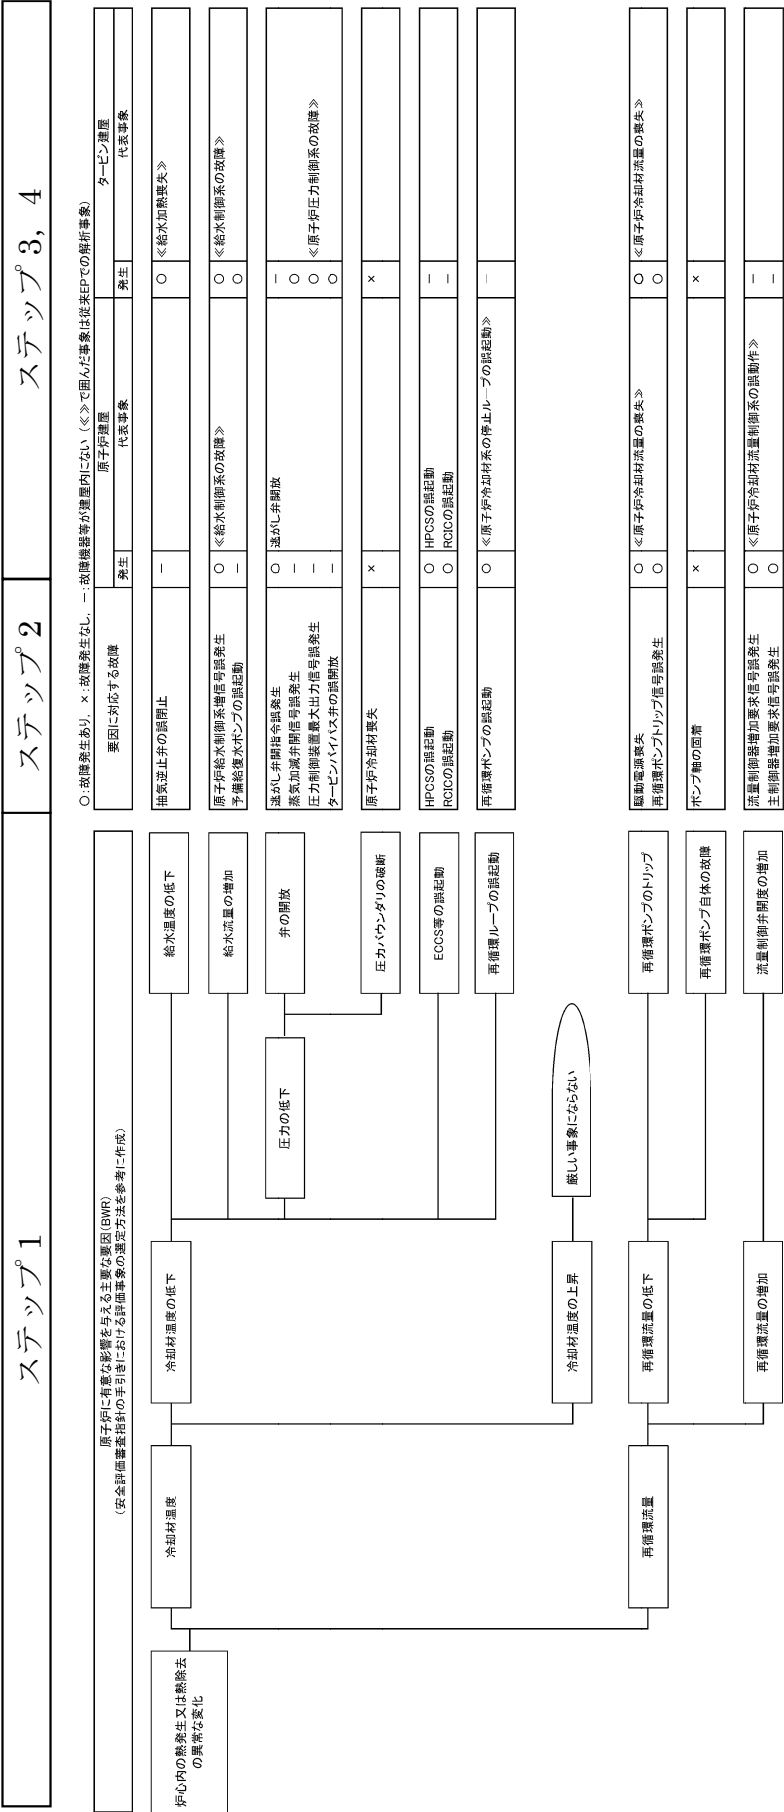 ステップ 1
ステップ 2
ステップ 3, 4
○:故障発生あり, ×:故障発生なし, －:故障機器等が建屋内にない (≪≫で囲んだ事象は従来EPでの解析事象)
原子炉に有意な影響を与える主要な要因(BWR)
(安全評価審査指針の手引きにおける評価事象の選定方法を参考に作成)
要因に対応する故障
原子炉建屋
発生
代表事象
タービン建屋
発生
代表事象
炉心内の熱発生又は熱除去
の異常な変化
冷却材温度
冷却材温度の低下
給水温度の低下
抽気逆止弁の誤閉止
－
○
≪給水加熱喪失≫
給水流量の増加
原子炉給水制御系増信号誤発生
○
≪給水制御系の故障≫
○
≪給水制御系の故障≫
予備給復水ポンプの誤起動
－
○
圧力の低下
弁の開放
逃がし弁開指令誤発生
○
逃がし弁開放
－
蒸気加減弁開信号誤発生
－
○
圧力制御装置最大出力信号誤発生
－
○
≪原子炉圧力制御系の故障≫
タービンバイパス弁の誤開放
－
○
圧力バウンダリの破断
原子炉冷却材喪失
×
×
ECCS等の誤起動
HPCSの誤起動
○
HPCSの誤起動
－
RCICの誤起動
○
RCICの誤起動
－
再循環ループの誤起動
再循環ポンプの誤起動
○
≪原子炉冷却材系の停止ループの誤起動≫
－
冷却材温度の上昇
厳しい事象にならない
再循環流量
再循環流量の低下
再循環ポンプのトリップ
駆動電源喪失
○
≪原子炉冷却材流量の喪失≫
○
≪原子炉冷却材流量の喪失≫
再循環ポンプトリップ信号誤発生
○
○
再循環ポンプ自体の故障
ポンプ軸の固着
×
×
再循環流量の増加
流量制御弁開度の増加
流量制御器増加要求信号誤発生
○
≪原子炉冷却材流量制御系の誤動作≫
－
主制御器増加要求信号誤発生
○
－